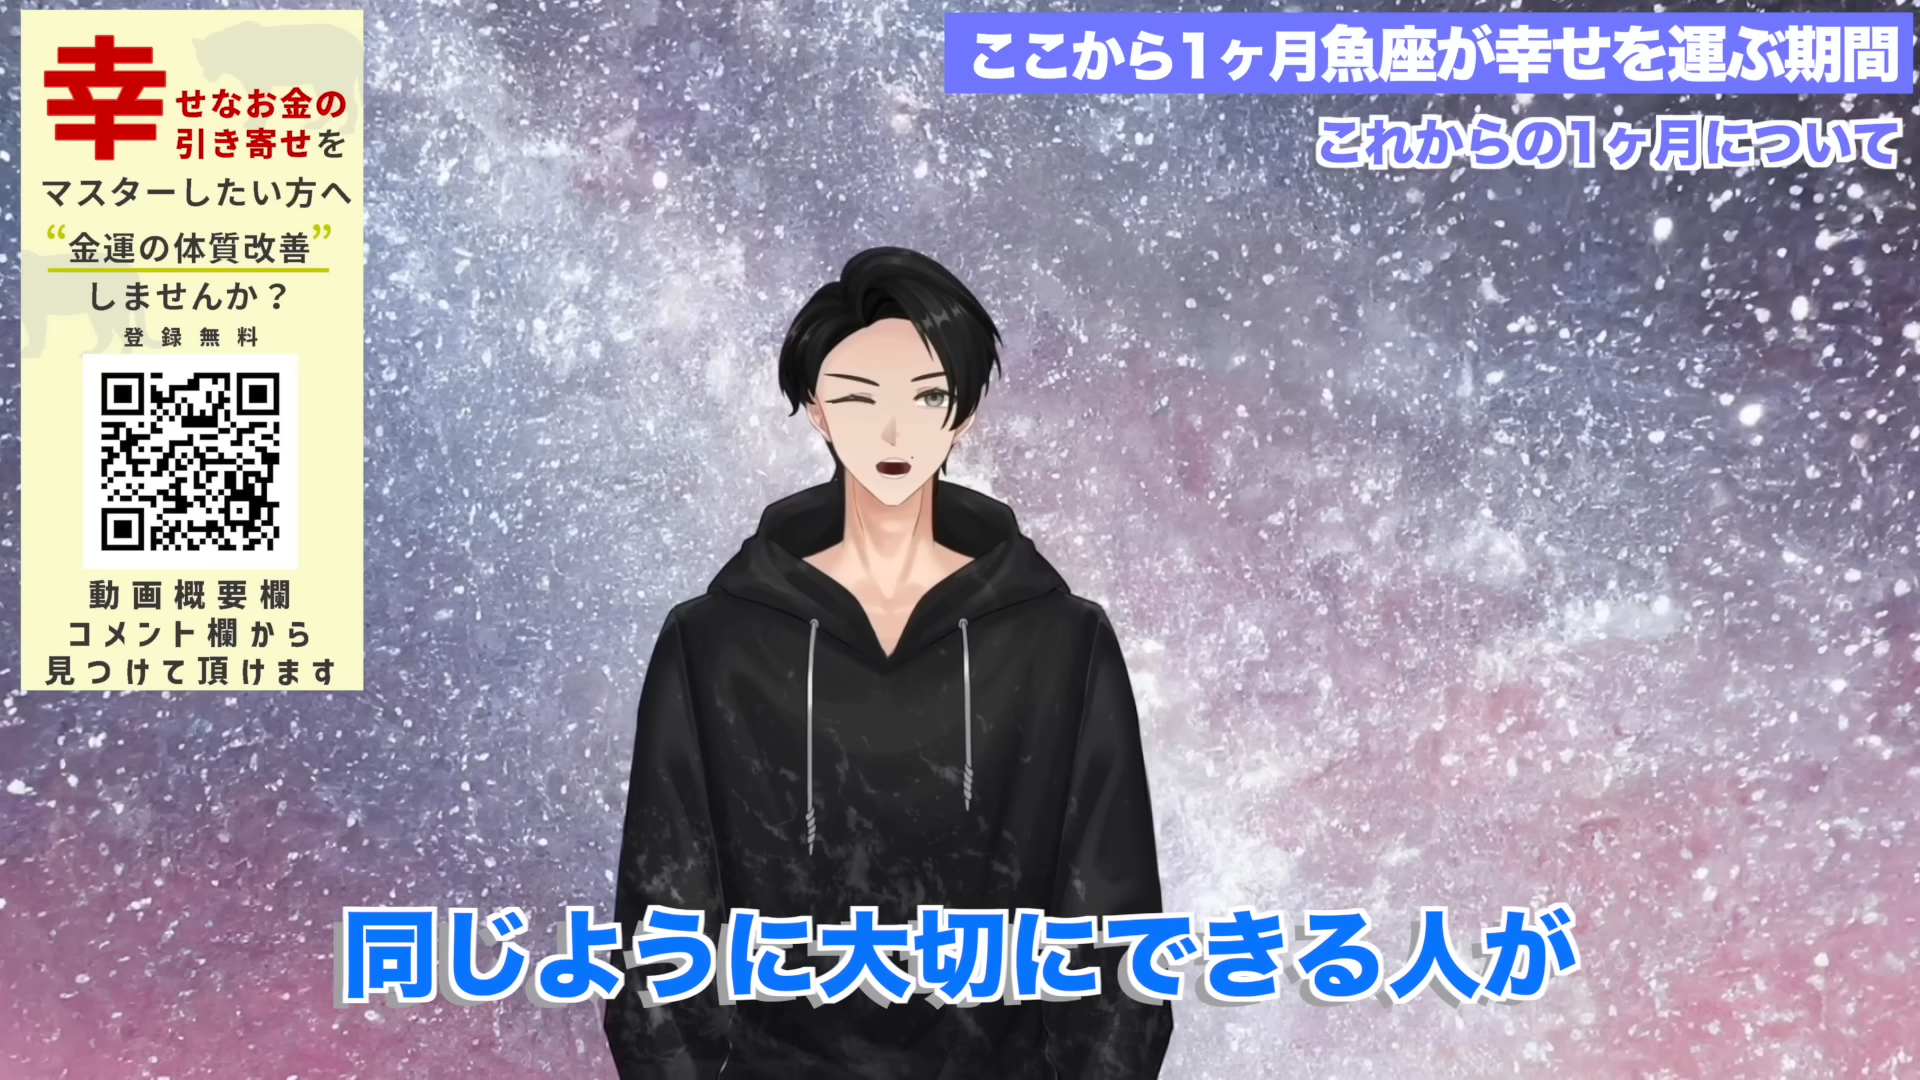 幸せなお金の
引き寄せを
マスターしたい方へ
“金運の体質改善”
しませんか？
登録無料
動画概要欄
コメント欄から
見つけて頂けます
ここから1ヶ月魚座が幸せを運ぶ期間
これからの1ヶ月について
同じように大切にできる人が